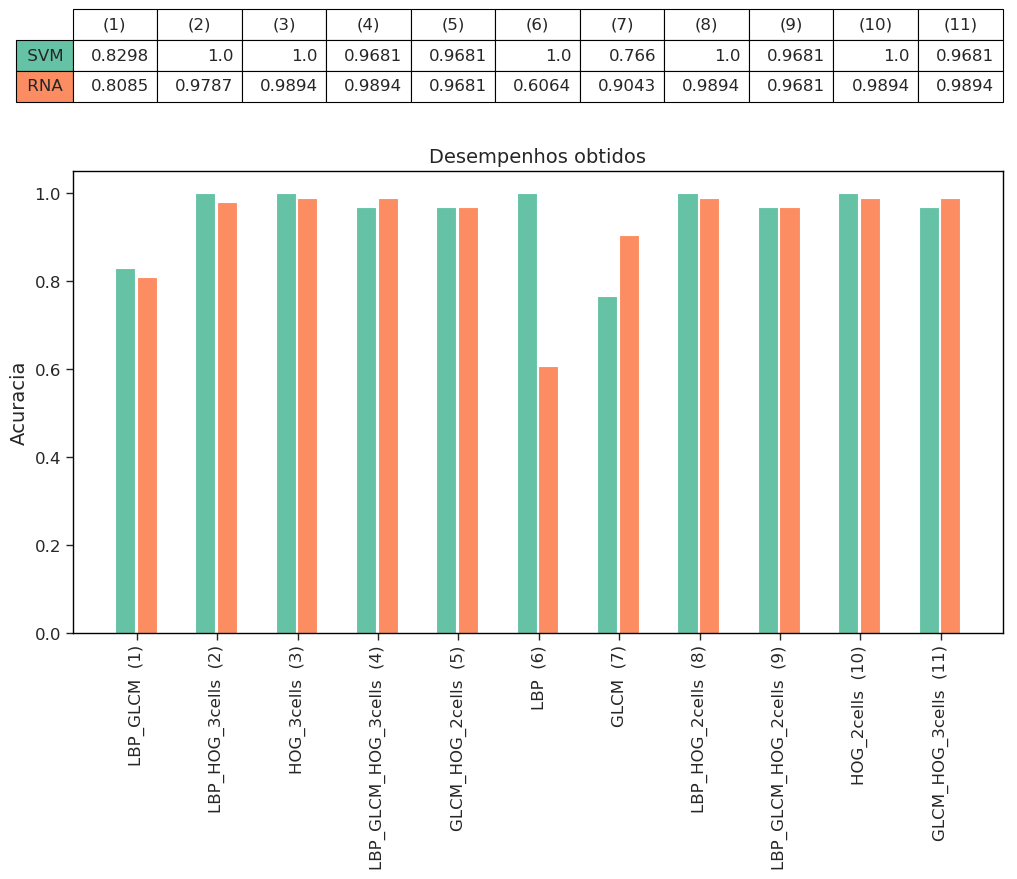 (1) (2) (3) (4) (5) (6) (7) (8) (9) (10) (11)
SVM 0.8298 1.0 1.0 0.9681 0.9681 1.0 0.766 1.0 0.9681 1.0 0.9681
RNA 0.8085 0.9787 0.9894 0.9894 0.9681 0.6064 0.9043 0.9894 0.9681 0.9894 0.9894
Desempenhos obtidos
Acuracia
1.0
0.8
0.6
0.4
0.2
0.0
LBP_GLCM (1)
LBP_HOG_3cells (2)
HOG_3cells (3)
LBP_GLCM_HOG_3cells (4)
GLCM_HOG_2cells (5)
LBP (6)
GLCM (7)
LBP_HOG_2cells (8)
LBP_GLCM_HOG_2cells (9)
HOG_2cells (10)
GLCM_HOG_3cells (11)